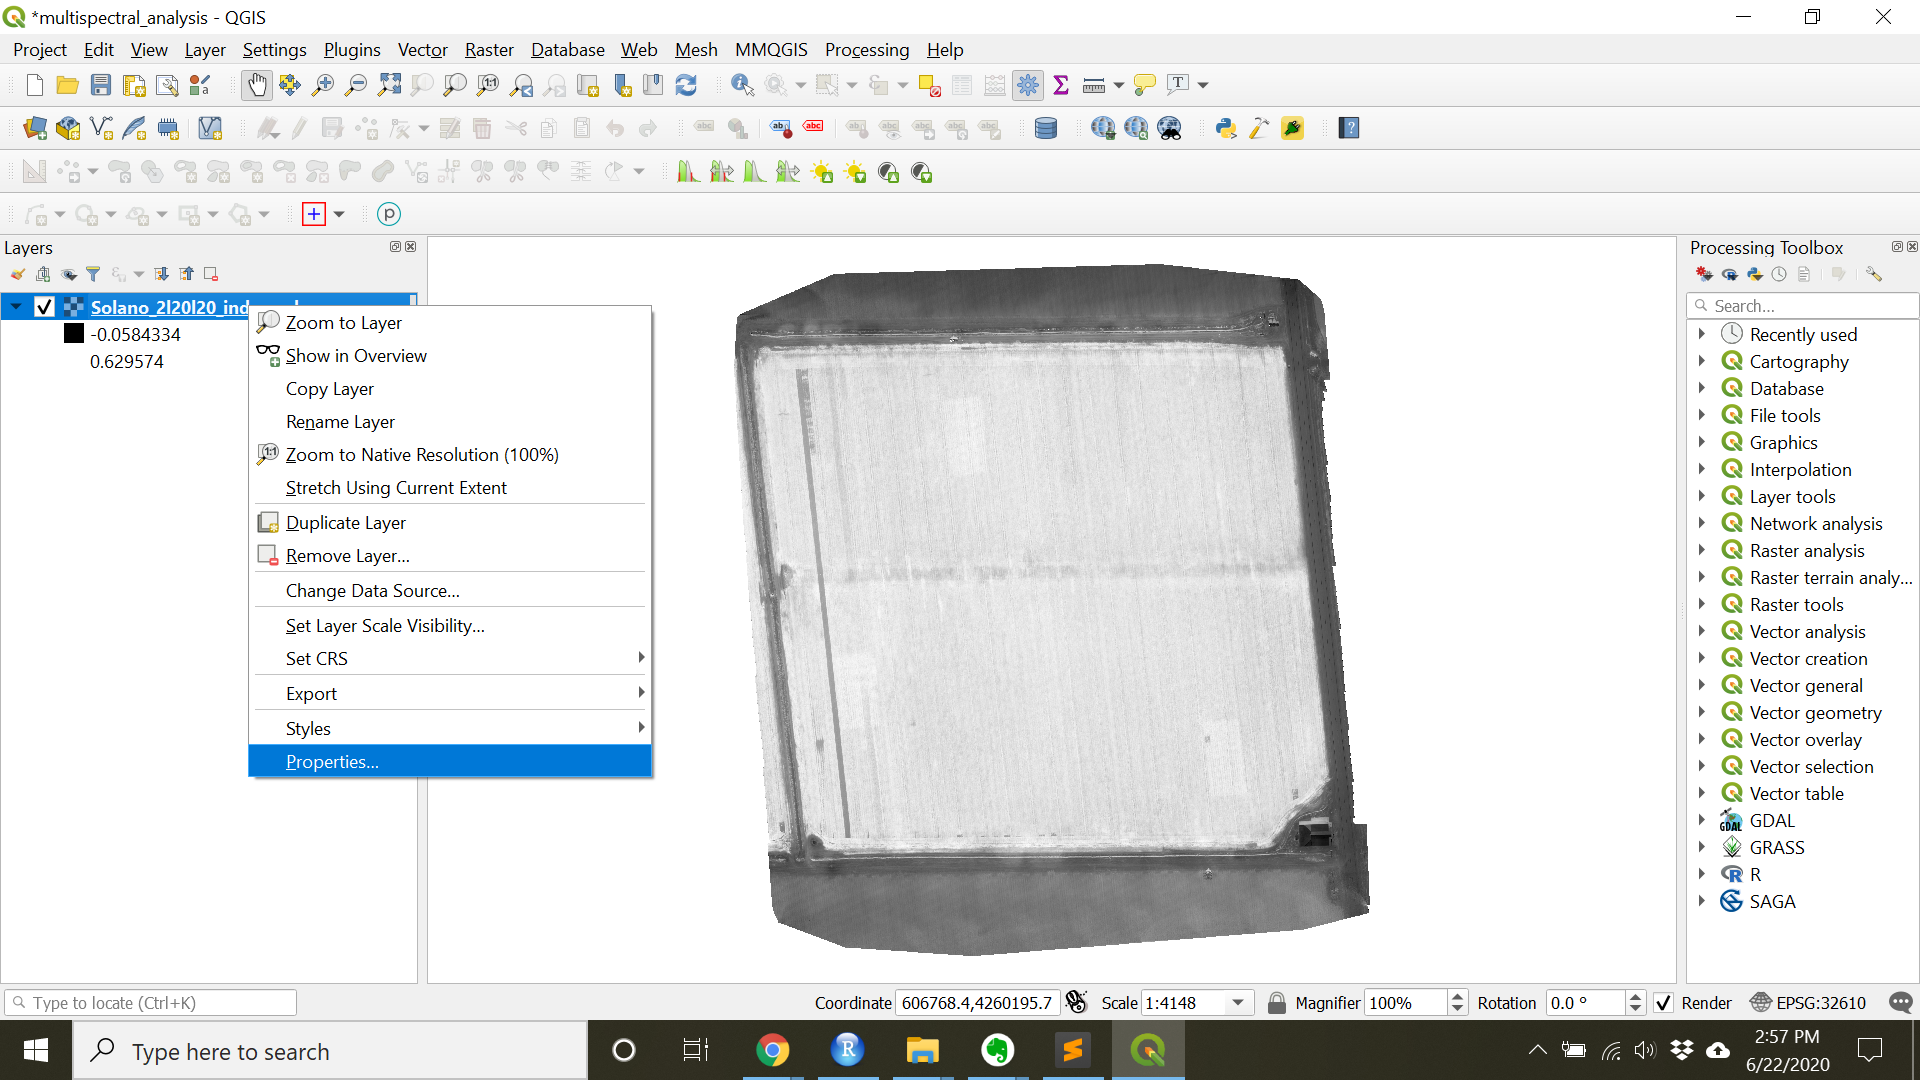 *multispectral_analysis - QGIS
Project Edit View Layer Settings Plugins Vector Raster Database Web Mesh MMQGIS Processing Help
Layers
Solano_2l20l20_ind
-0.0584334
0.629574
Zoom to Layer
Show in Overview
Copy Layer
Rename Layer
Zoom to Native Resolution (100%)
Stretch Using Current Extent
Duplicate Layer
Remove Layer...
Change Data Source...
Set Layer Scale Visibility...
Set CRS
Export
Styles
Properties...
Processing Toolbox
Search...
Recently used
Cartography
Database
File tools
Graphics
Interpolation
Layer tools
Network analysis
Raster analysis
Raster terrain analy...
Raster tools
Vector analysis
Vector creation
Vector general
Vector geometry
Vector overlay
Vector selection
Vector table
GDAL
GRASS
R
SAGA
Type to locate (Ctrl+K)
Coordinate 606768.4,4260195.7 Scale 1:4148 Magnifier 100% Rotation 0.0 ° Render EPSG:32610
Type here to search
2:57 PM
6/22/2020